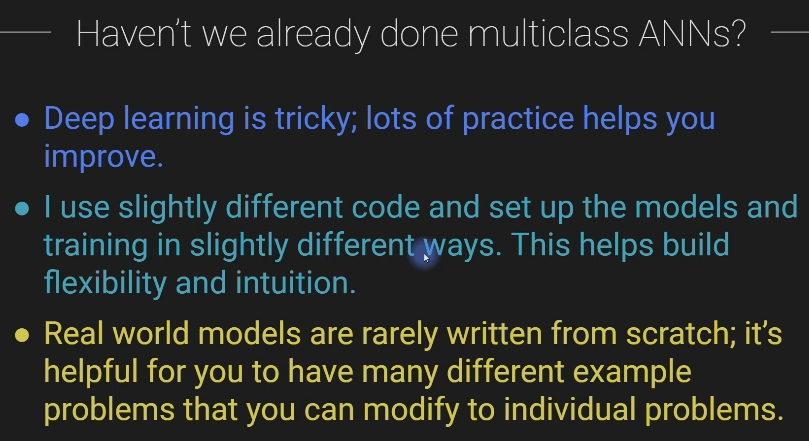 Haven't we already done multiclass ANNs?
● Deep learning is tricky; lots of practice helps you
improve.
● I use slightly different code and set up the models and
training in slightly different ways. This helps build
flexibility and intuition.
● Real world models are rarely written from scratch; it's
helpful for you to have many different example
problems that you can modify to individual problems.